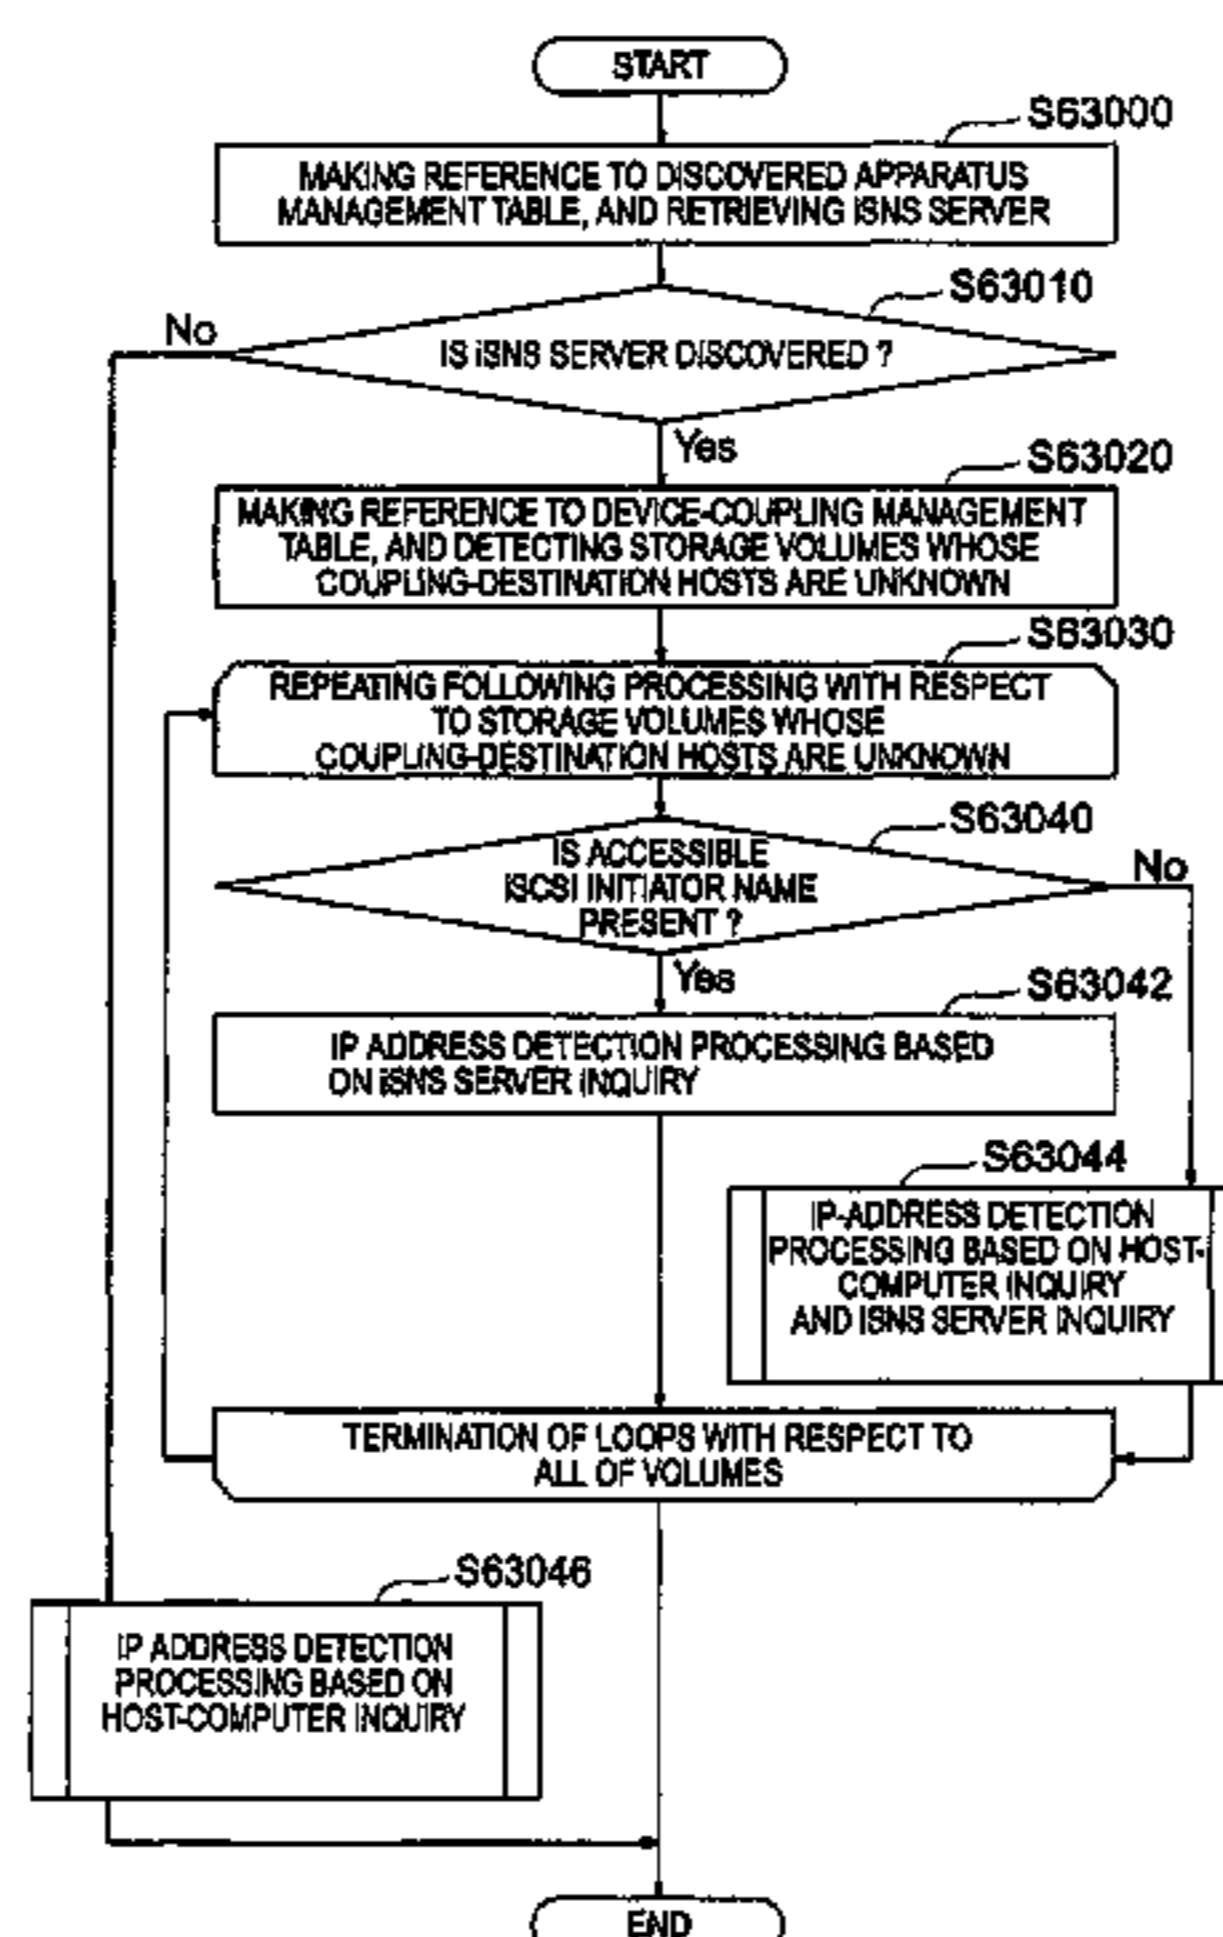 START
S63000
MAKING REFERENCE TO DISCOVERED APPARATUS
MANAGEMENT TABLE, AND RETRIEVING iSNS SERVER
S63010
No
IS iSNS SERVER DISCOVERED ?
Yes
S63020
MAKING REFERENCE TO DEVICE-COUPLING MANAGEMENT
TABLE, AND DETECTING STORAGE VOLUMES WHOSE
COUPLING-DESTINATION HOSTS ARE UNKNOWN
S63030
REPEATING FOLLOWING PROCESSING WITH RESPECT
TO STORAGE VOLUMES WHOSE
COUPLING-DESTINATION HOSTS ARE UNKNOWN
S63040
IS ACCESSIBLE
iSCSI INITIATOR NAME
PRESENT ?
No
Yes
S63042
IP ADDRESS DETECTION PROCESSING BASED
ON iSNS SERVER INQUIRY
S63044
IP-ADDRESS DETECTION
PROCESSING BASED ON HOST-
COMPUTER INQUIRY
AND iSNS SERVER INQUIRY
TERMINATION OF LOOPS WITH RESPECT TO
ALL OF VOLUMES
S63046
IP ADDRESS DETECTION
PROCESSING BASED ON
HOST-COMPUTER INQUIRY
END